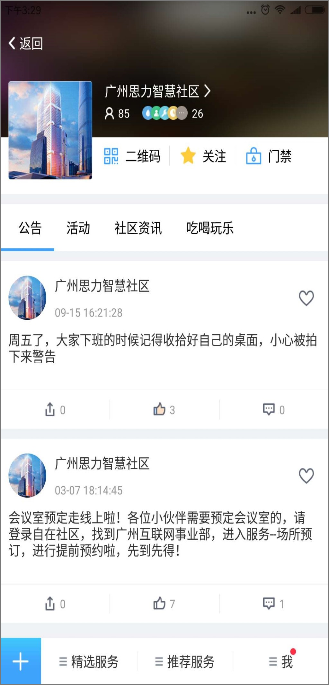 下午3:23
返回
广州思力智慧社区
85 26
二维码 关注 门禁
公告 活动 社区资讯 吃喝玩乐
广州思力智慧社区
09-15 16:21:28
周五了，大家下班的时候记得收拾好自己的桌面，小心被拍
下来警告
0 3 0
广州思力智慧社区
03-07 18:14:45
会议室预定走线上啦！各位小伙伴需要预定会议室的，请
登录自在社区，找到广州互联网事业部，进入服务—场所预
订，进行提前预约啦，先到先得！
0 7 1
精选服务 推荐服务 我